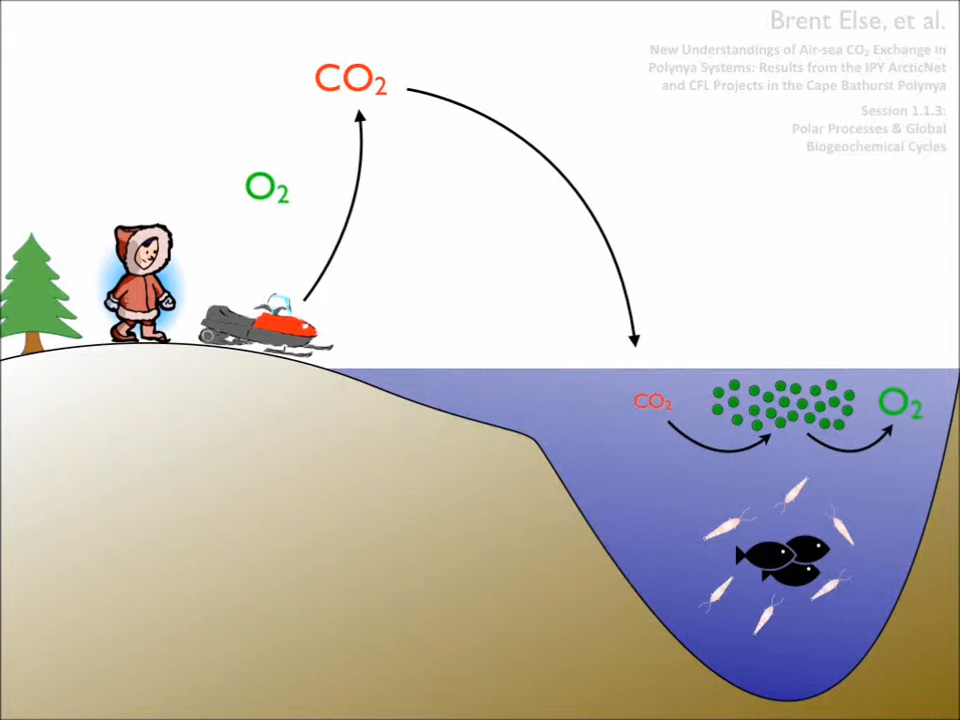 Brent Else, et al.
New Understandings of Air-sea CO₂ Exchange in
Polynya Systems: Results from the IPY ArcticNet
and CFL Projects in the Cape Bathurst Polynya
Session 1.1.3:
Polar Processes & Global
Biogeochemical Cycles
CO₂
O₂
CO₂
O₂